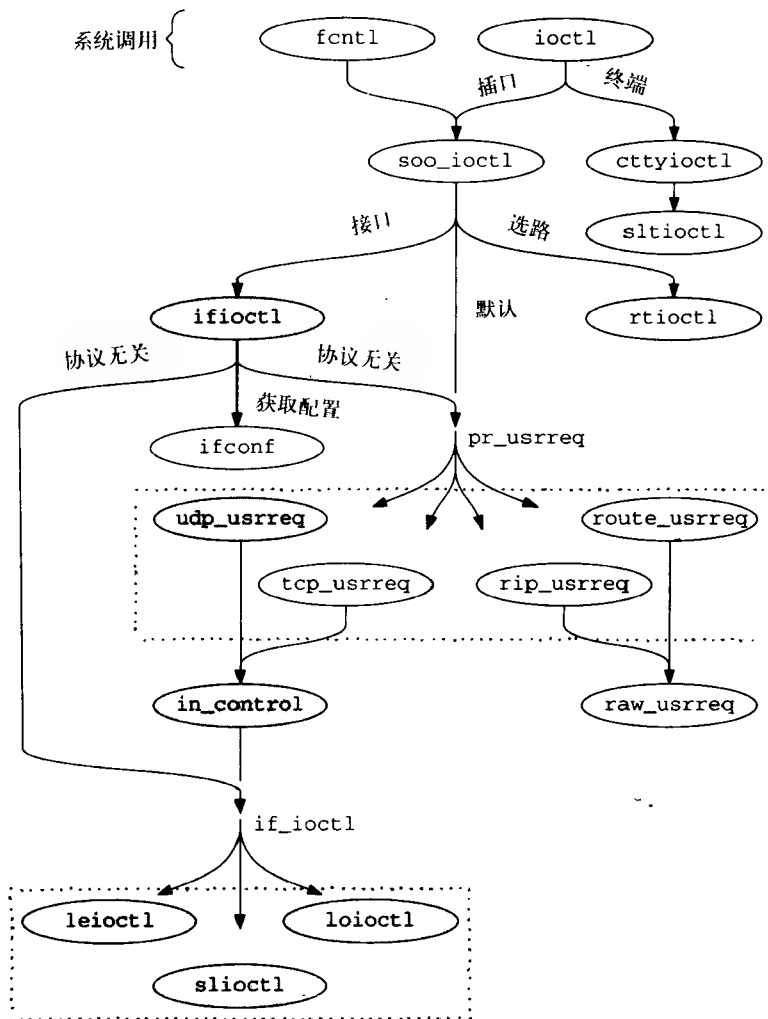 系统调用
fcntl
ioctl
插口
终端
soo_ioctl
cttyioctl
sltioctl
接口
选路
ifioctl
默认
rtioctl
协议无关
协议无关
获取配置
ifconf
pr_usrreq
udp_usrreq
route_usrreq
tcp_usrreq
rip_usrreq
in_control
raw_usrreq
if_ioctl
leioctl
loioctl
slioctl